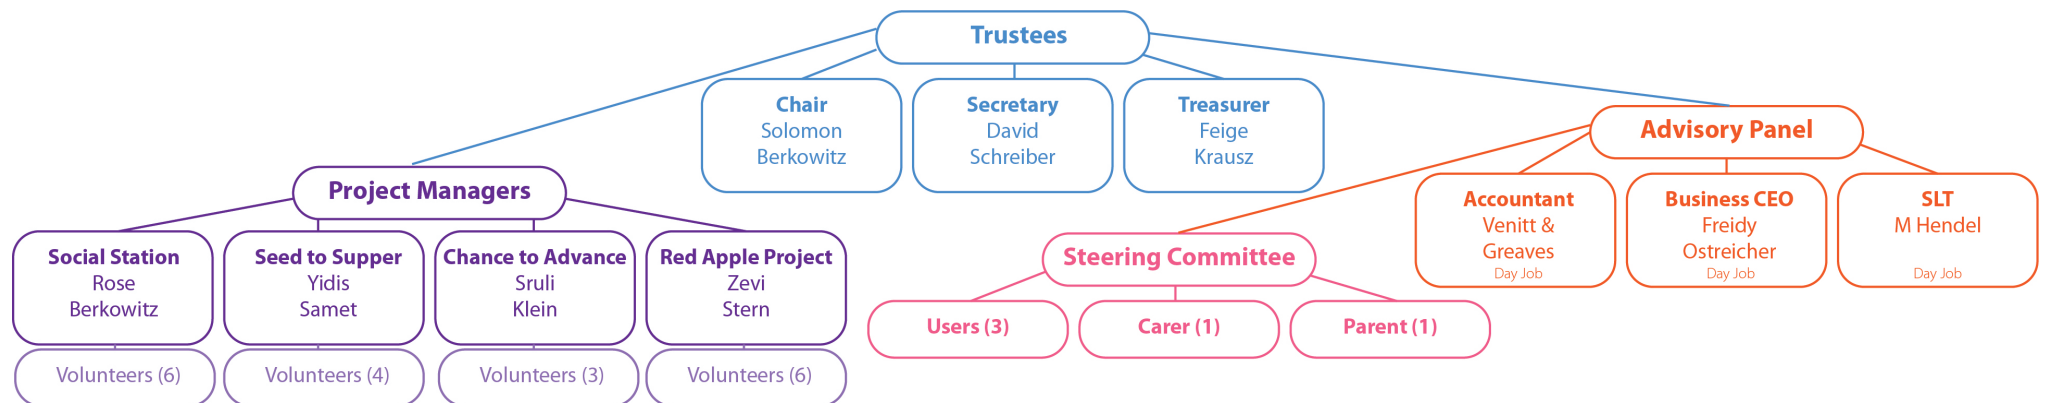 Trustees
Chair
Solomon
Berkowitz
Secretary
David
Schreiber
Treasurer
Feige
Krausz
Advisory Panel
Accountant
Venitt &
Greaves
Day Job
Business CEO
Freidy
Ostreicher
Day Job
SLT
M Hendel
Day Job
Project Managers
Social Station
Rose
Berkowitz
Volunteers (6)
Seed to Supper
Yidis
Samet
Volunteers (4)
Chance to Advance
Sruli
Klein
Volunteers (3)
Red Apple Project
Zevi
Stern
Volunteers (6)
Steering Committee
Users (3)
Carer (1)
Parent (1)